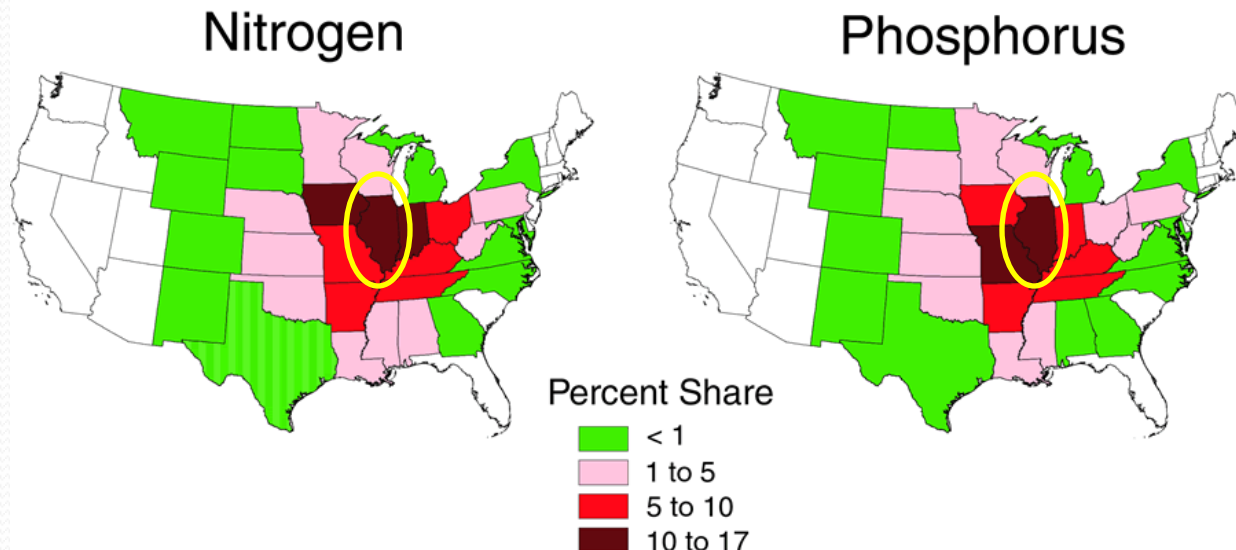 Nitrogen
Phosphorus
Percent Share
< 1
1 to 5
5 to 10
10 to 17